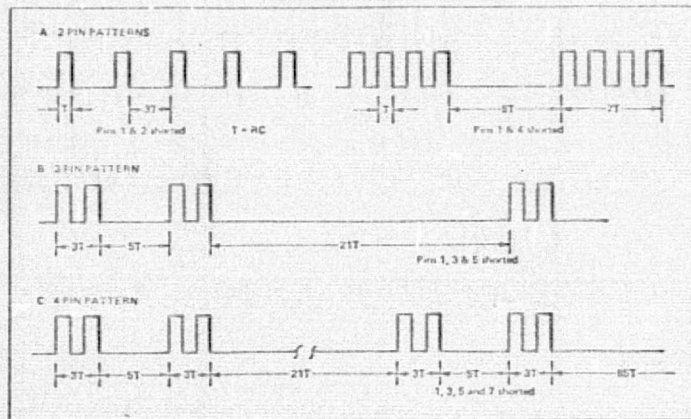 A 2 PIN PATTERNS
T 3T T 8T 7T
Pins 1 & 2 shorted T = RC Pins 1 & 4 shorted
B 3 PIN PATTERN
3T 5T 21T
Pins 1, 3 & 5 shorted
C 4 PIN PATTERN
3T 5T 3T 21T 3T 5T 3T 85T
1, 3, 5 and 7 shorted